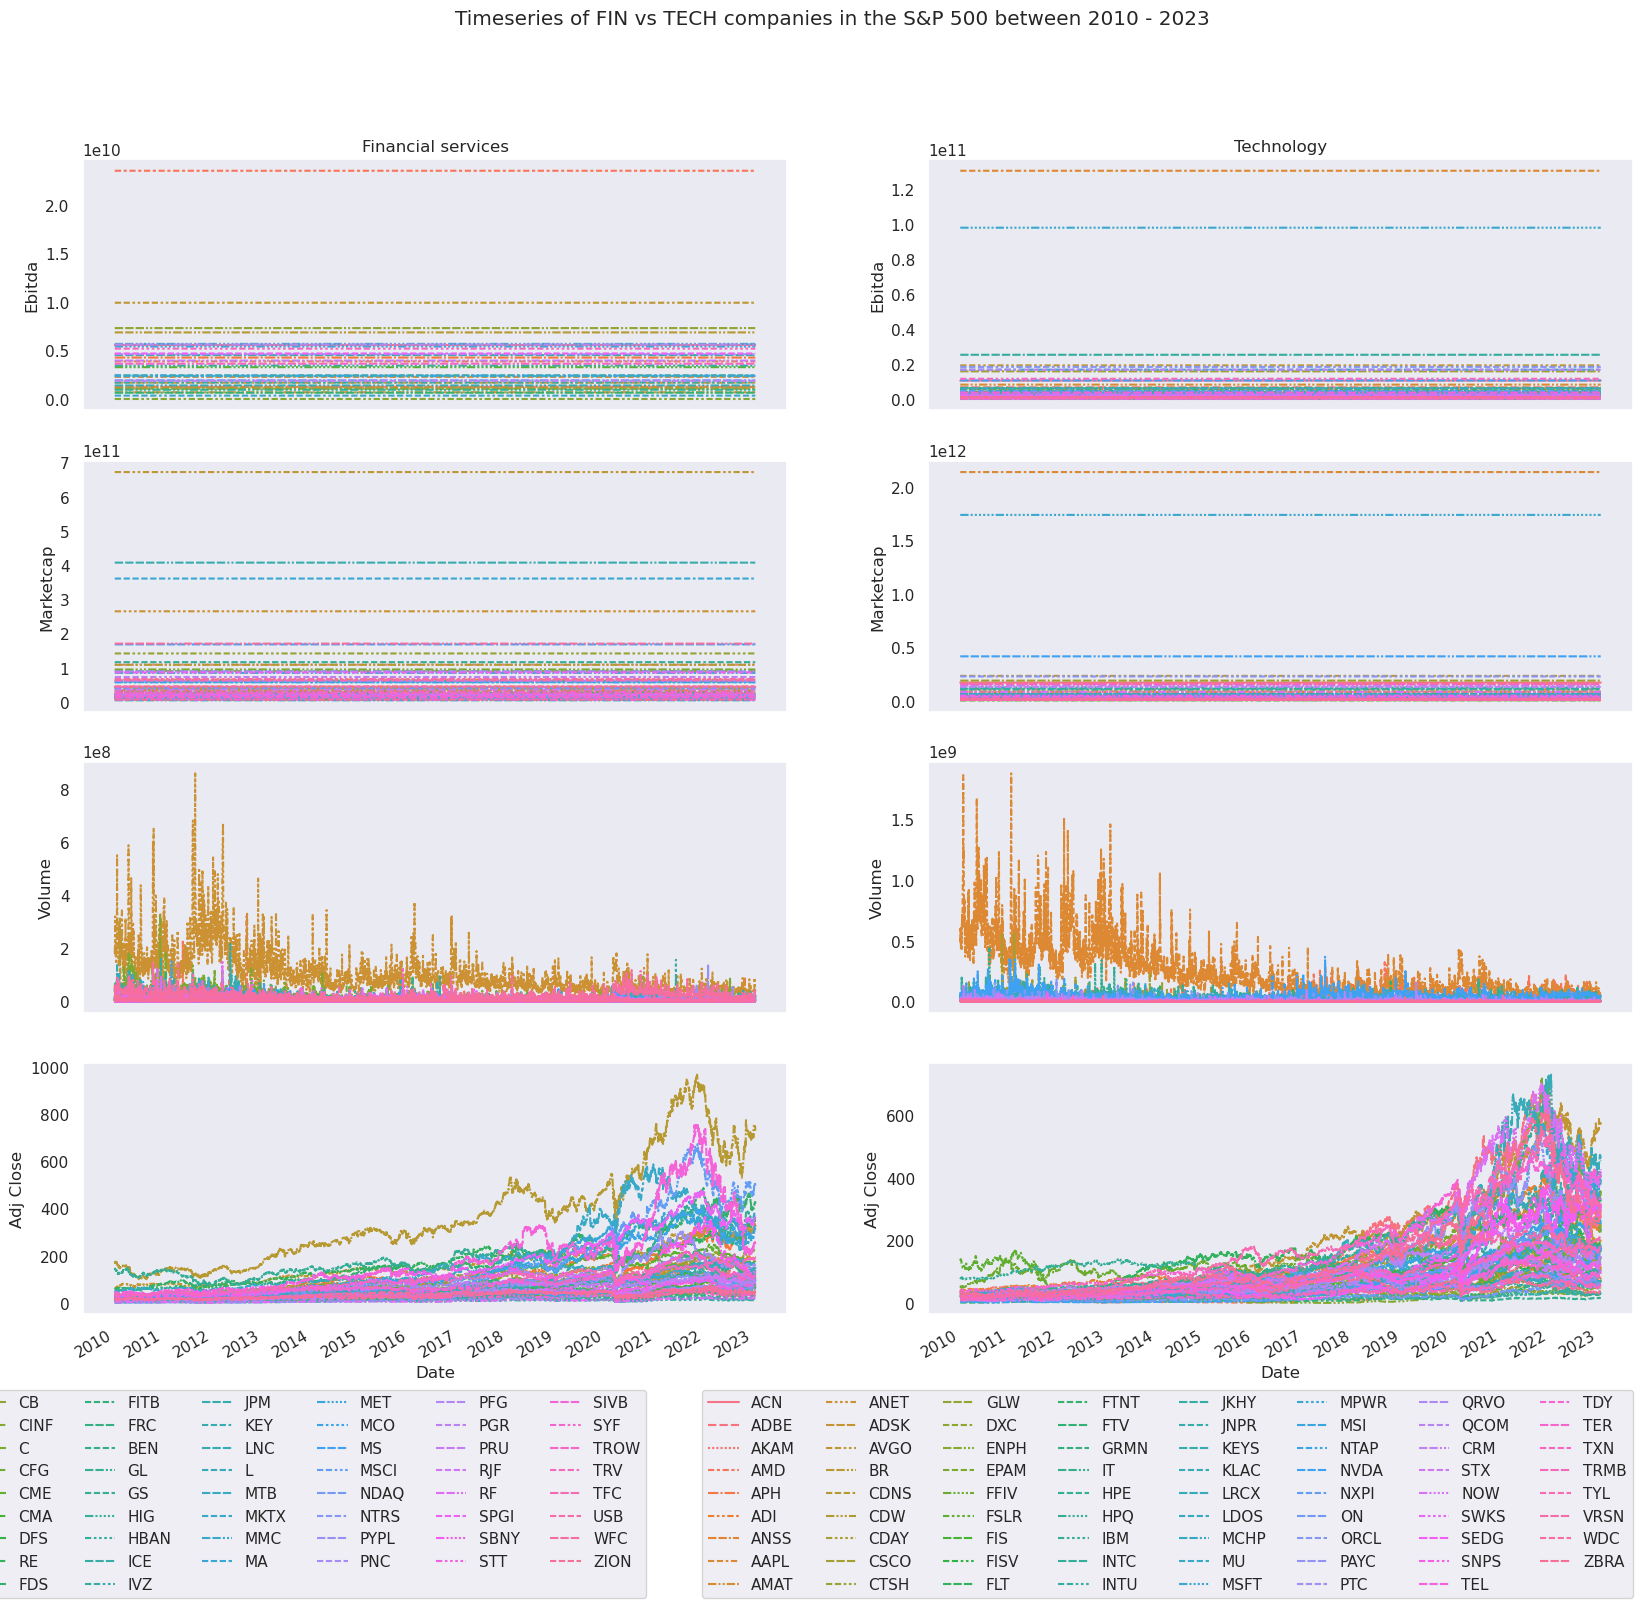 Timeseries of FIN vs TECH companies in the S&P 500 between 2010 - 2023
Financial services
1e10
Ebitda
2.0
1.5
1.0
0.5
0.0
Technology
1e11
Ebitda
1.2
1.0
0.8
0.6
0.4
0.2
0.0
1e11
Marketcap
7
6
5
4
3
2
1
0
1e12
Marketcap
2.0
1.5
1.0
0.5
0.0
1e8
Volume
8
6
4
2
0
1e9
Volume
1.5
1.0
0.5
0.0
Adj Close
1000
800
600
400
200
0
2010 2011 2012 2013 2014 2015 2016 2017 2018 2019 2020 2021 2022 2023
Date
Adj Close
600
400
200
0
2010 2011 2012 2013 2014 2015 2016 2017 2018 2019 2020 2021 2022 2023
Date
CB FITB JPM MET PFG SIVB
CINF FRC KEY MCO PGR SYF
C BEN LNC MS PRU TROW
CFG GL L MSCI RJF TRV
CME GS MTB NDAQ RF TFC
CMA HIG MKTX NTRS SPGI USB
DFS HBAN MMC PYPL SBNY WFC
RE ICE MA PNC STT ZION
FDS IVZ
ACN ANET GLW FTNT JKHY MPWR QRVO TDY
ADBE ADSK DXC FTV JNPR MSI QCOM TER
AKAM AVGO ENPH GRMN KEYS NTAP CRM TXN
AMD BR EPAM IT KLAC NVDA STX TRMB
APH CDNS FFIV HPE LRCX NXPI NOW TYL
ADI CDW FSLR HPQ LDOS ON SWKS VRSN
ANSS CDAY FIS IBM MCHP ORCL SEDG WDC
AAPL CSCO FISV INTC MU PAYC SNPS ZBRA
AMAT CTSH FLT INTU MSFT PTC TEL